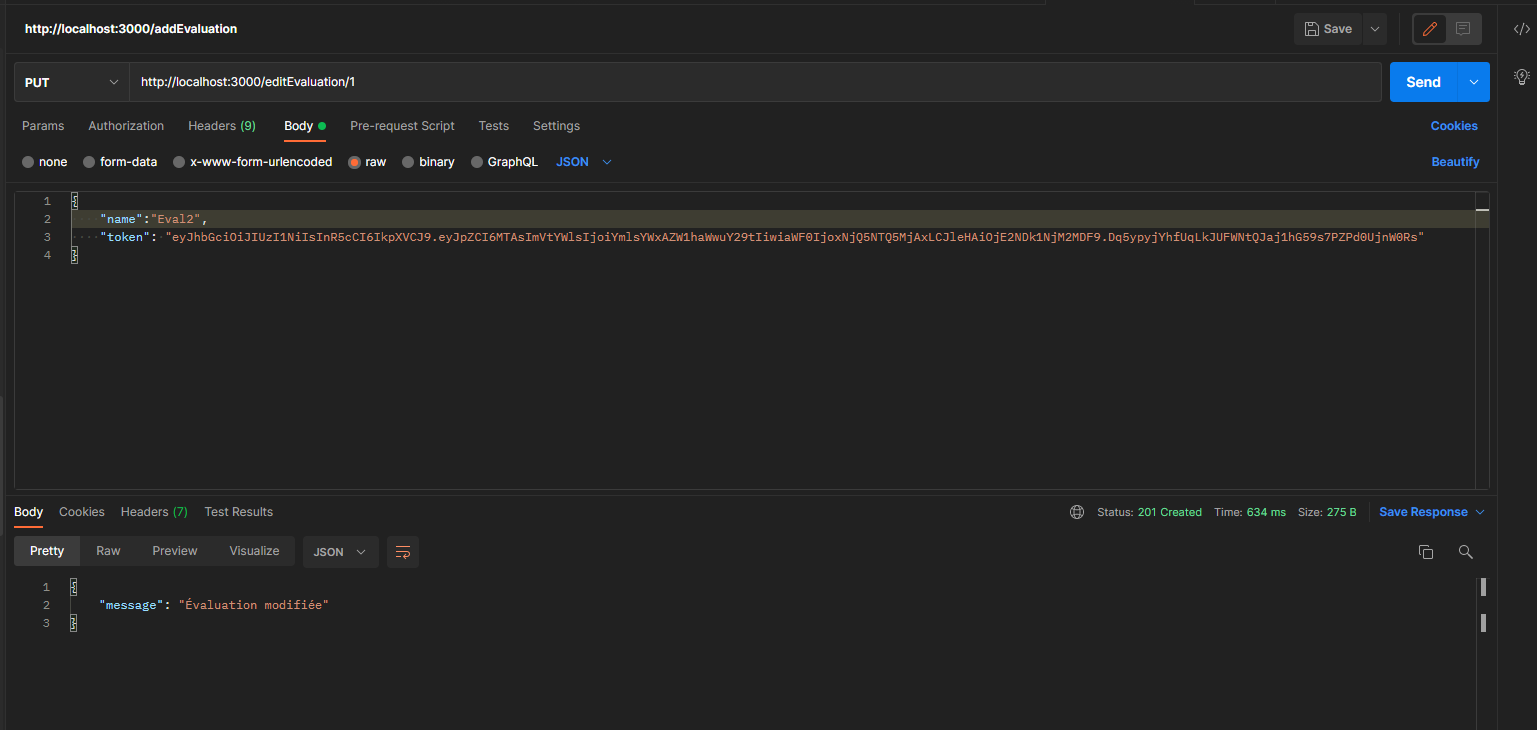 http://localhost:3000/addEvaluation
Save
PUT
http://localhost:3000/editEvaluation/1
Send
Params Authorization Headers (9) Body Pre-request Script Tests Settings Cookies
none form-data x-www-form-urlencoded raw binary GraphQL JSON Beautify
1 {
2 "name":"Eval2",
3 "token": "eyJhbGciOiJIUzI1NiIsInR5cCI6IkpXVCJ9.eyJpZCI6MTAsImVtYWlsIjoiYmlsYWxAZW1haWwuY29tIiwiaWF0IjoxNjQ5NTQ5MjAxLCJleHAiOjE2NDk1NjM2MDF9.Dq5ypyjYhfUqLkJUFWNtQJaj1hG59s7PZPd0UjnW0Rs"
4 }
Body Cookies Headers (7) Test Results Status: 201 Created Time: 634 ms Size: 275 B Save Response
Pretty Raw Preview Visualize JSON
1 {
2 "message": "Évaluation modifiée"
3 }